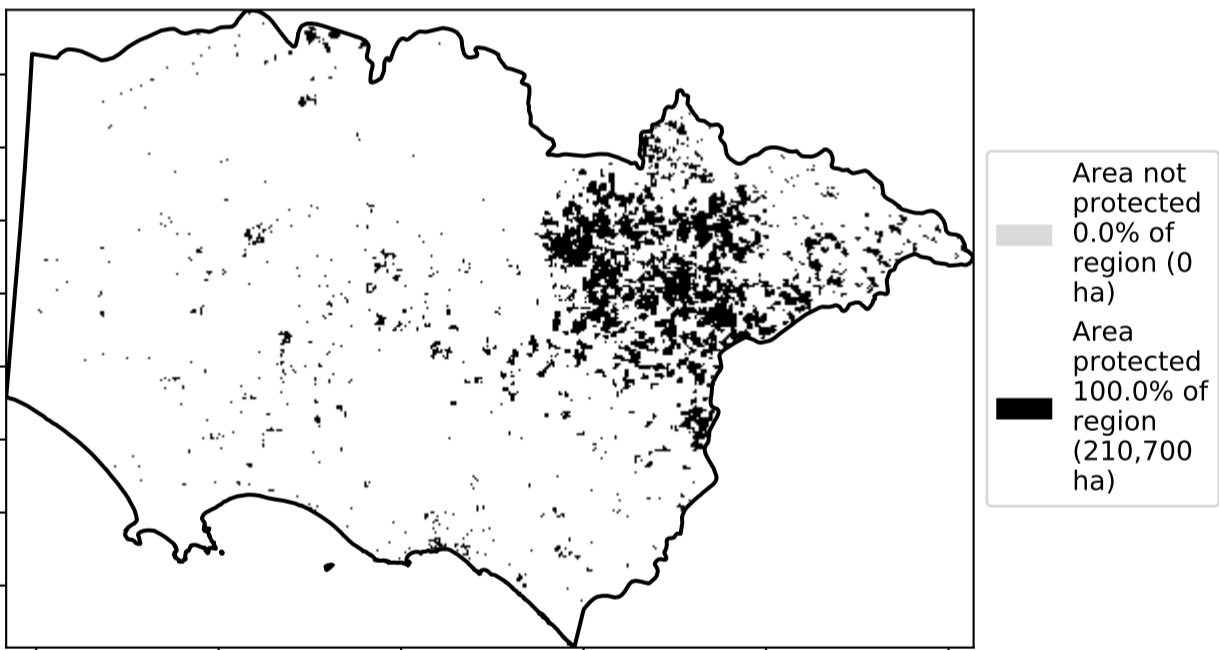 Area not
protected
0.0% of
region (0
ha)
Area
protected
100.0% of
region
(210,700
ha)